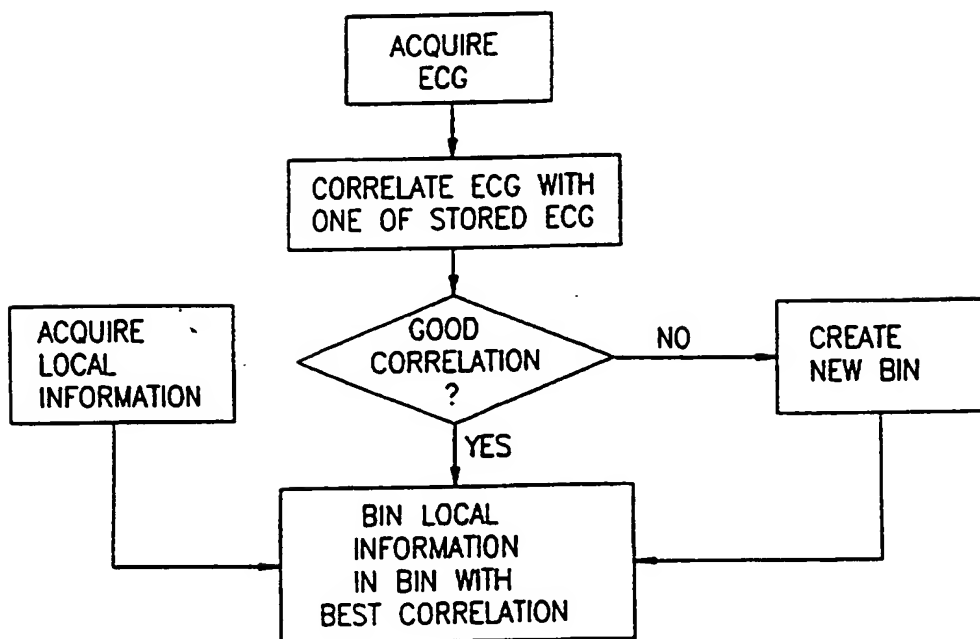 ACQUIRE
ECG
CORRELATE ECG WITH
ONE OF STORED ECG
ACQUIRE
LOCAL
INFORMATION
GOOD
CORRELATION
?
NO
CREATE
NEW BIN
YES
BIN LOCAL
INFORMATION
IN BIN WITH
BEST CORRELATION